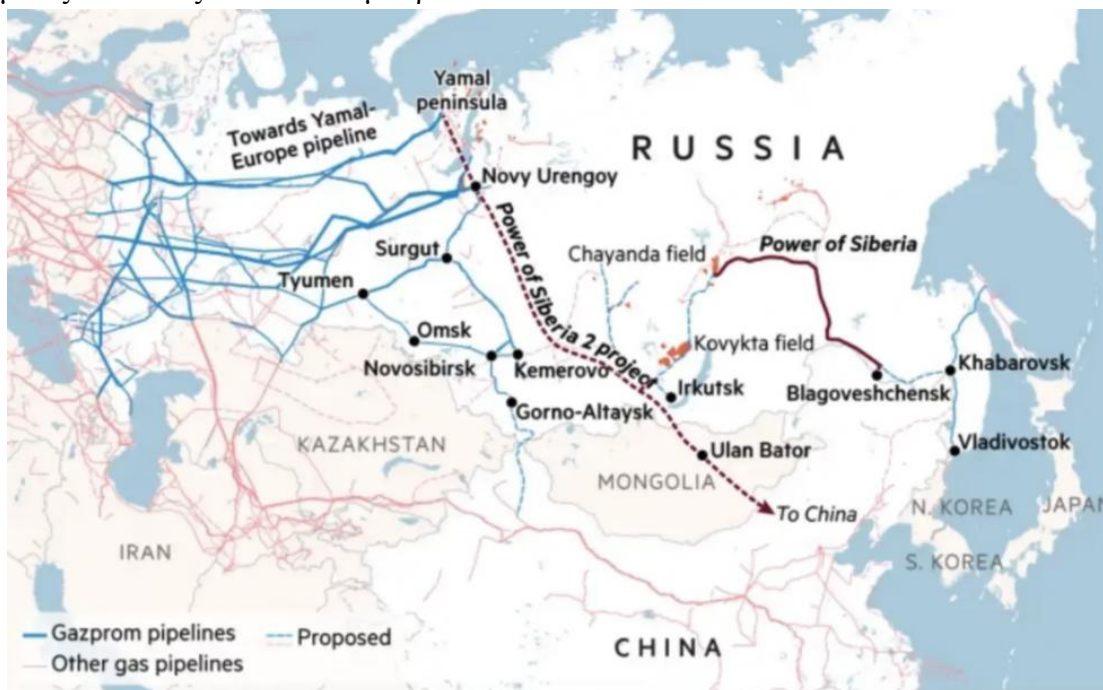 Yamal
peninsula
Towards Yamal-
Europe pipeline
RUSSIA
Novy Urengoy
Power of Siberia 2 project
Surgut
Chayanda field
Power of Siberia
Tyumen
Omsk
Kovykta field
Novosibirsk
Kemerovo
Khabarovsk
Irkutsk
Blagoveshchensk
Gorno-Altaysk
KAZAKHSTAN
Ulan Bator
Vladivostok
MONGOLIA
To China
N. KOREA
JAPAN
IRAN
S. KOREA
Gazprom pipelines
Proposed
Other gas pipelines
CHINA